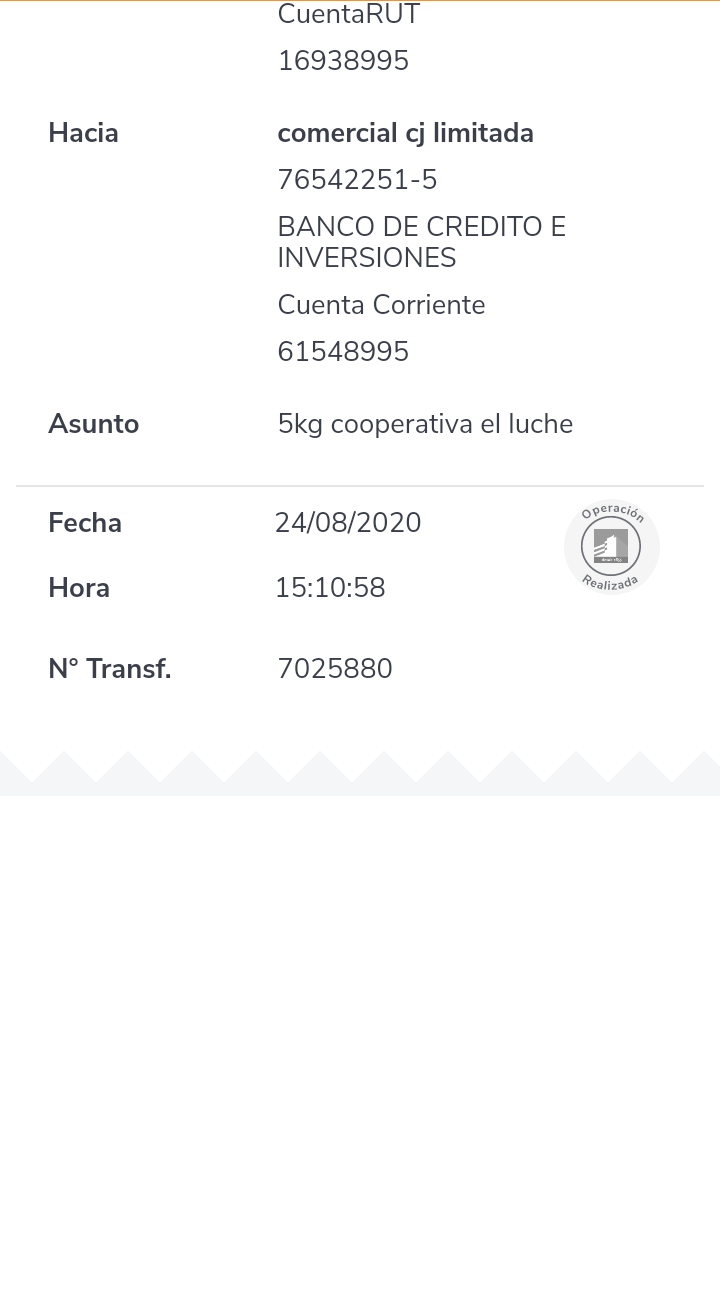 CuentaRUT
16938995
Hacia comercial cj limitada
76542251-5
BANCO DE CREDITO E
INVERSIONES
Cuenta Corriente
61548995
Asunto 5kg cooperativa el luche
Fecha 24/08/2020
Operación
Realizada
Hora 15:10:58
N° Transf. 7025880